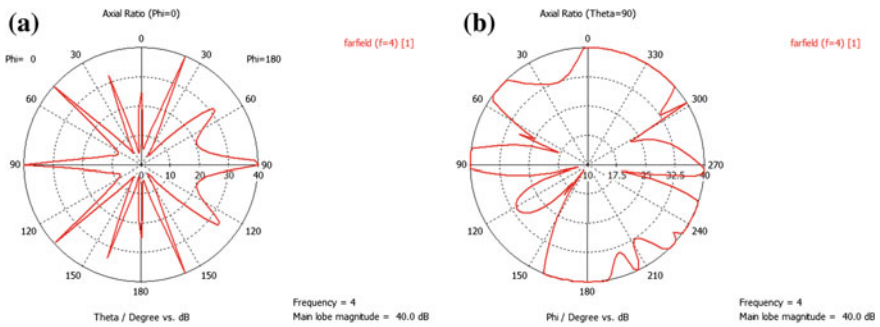 (a)
Axial Ratio (Phi=0)
Phi= 0
Phi=180
farfield (f=4) [1]
0
30
30
60
60
90
90
0 10 20 30 40
120
120
150
150
180
Theta / Degree vs. dB
Frequency = 4
Main lobe magnitude = 40.0 dB
(b)
Axial Ratio (Theta=90)
farfield (f=4) [1]
0
30
330
60
300
90
270
10 17.5 25 32.5 40
120
240
150
210
180
Phi / Degree vs. dB
Frequency = 4
Main lobe magnitude = 40.0 dB